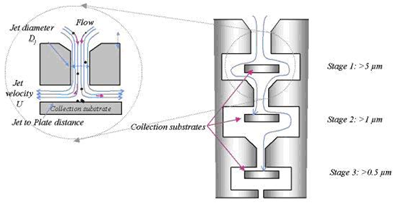 Jet diameter
Dj
Flow
Jet
velocity
U
Collection substrate
Jet to Plate distance
Collection substrates
Stage 1: >5 µm
Stage 2: >1 µm
Stage 3: >0.5 µm